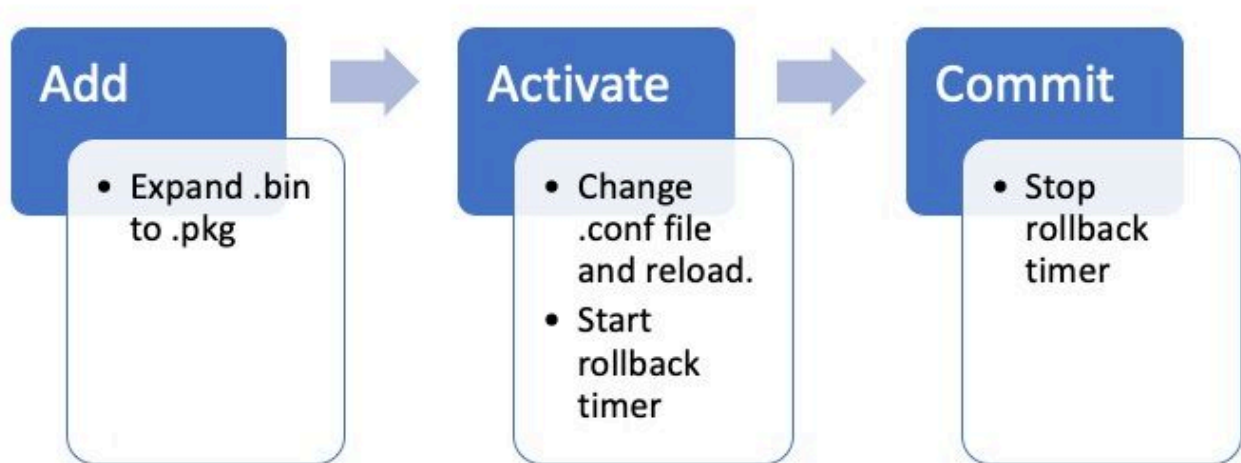 Add
• Expand .bin
to .pkg
Activate
• Change
.conf file
and reload.
• Start
rollback
timer
Commit
• Stop
rollback
timer